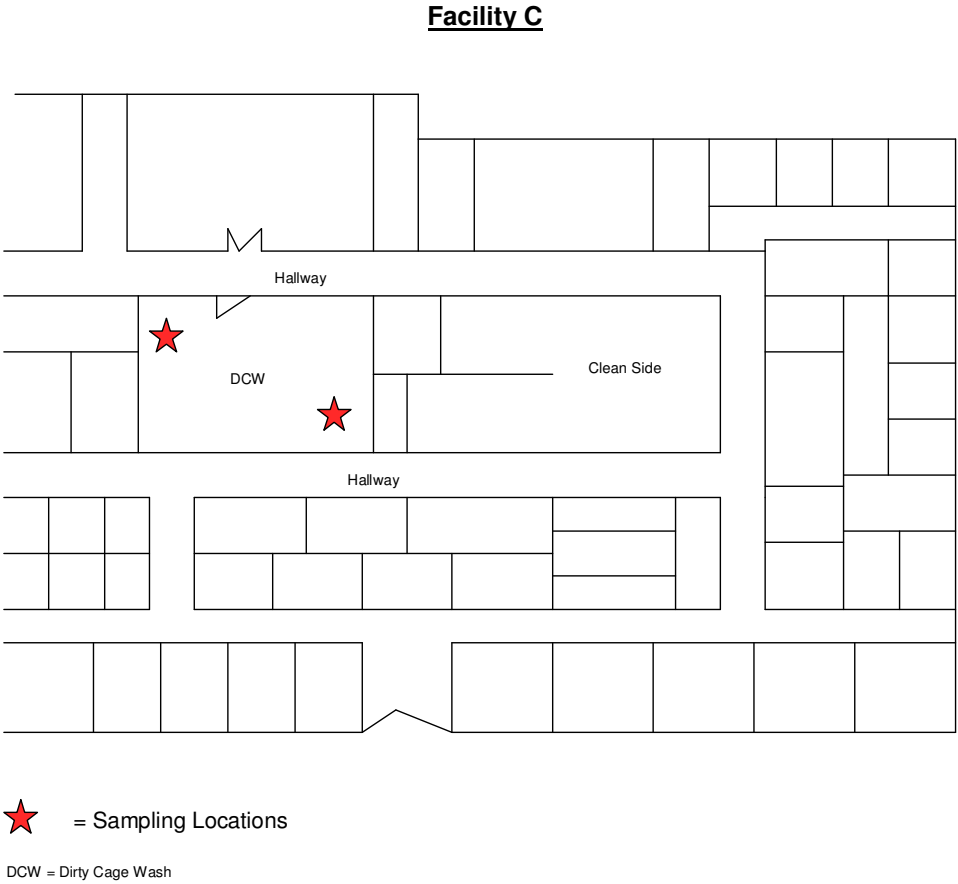 Facility C
Hallway
Clean Side
DCW
Hallway
= Sampling Locations
DCW = Dirty Cage Wash